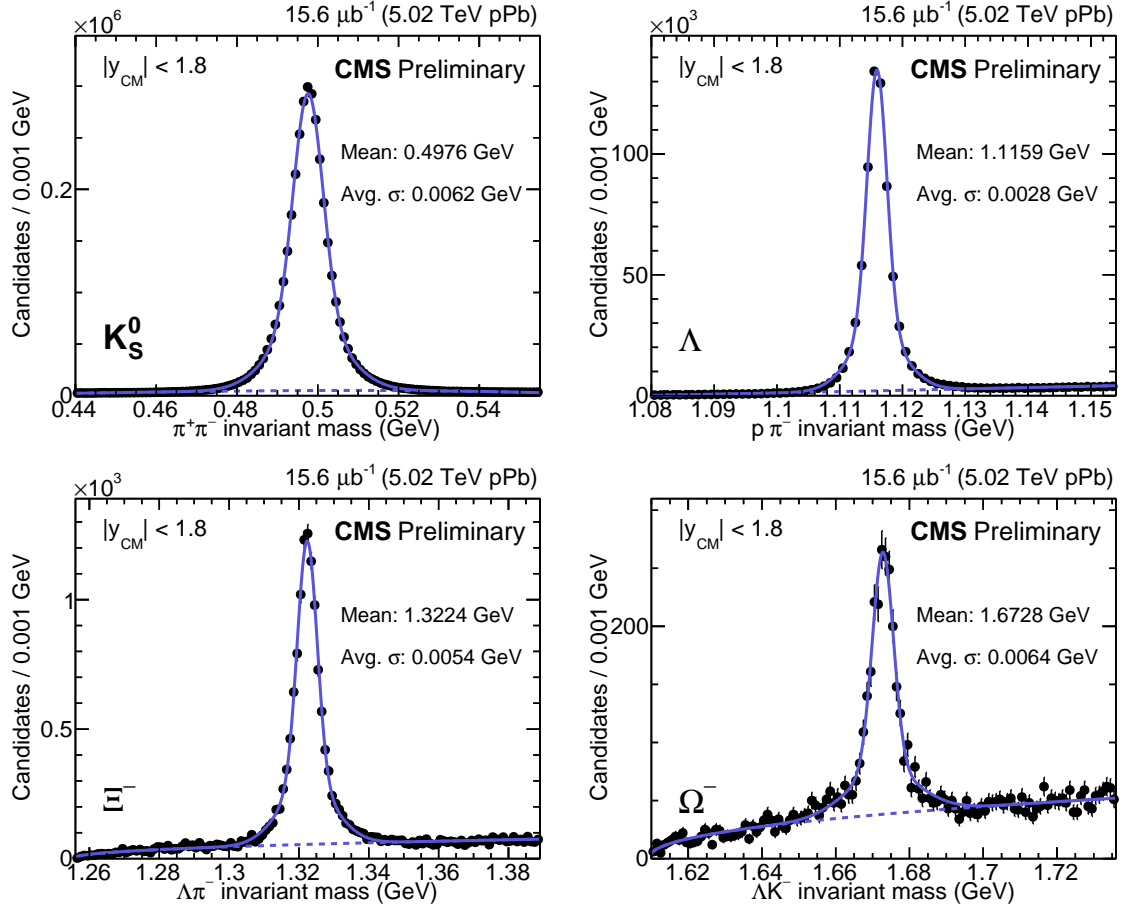 ×10⁶ 15.6 μb⁻¹ (5.02 TeV pPb)
|y_CM| < 1.8 CMS Preliminary
Mean: 0.4976 GeV
Avg. σ: 0.0062 GeV
K⁰_S
Candidates / 0.001 GeV
0.2
0
0.44 0.46 0.48 0.5 0.52 0.54
π⁺π⁻ invariant mass (GeV)
×10³ 15.6 μb⁻¹ (5.02 TeV pPb)
|y_CM| < 1.8 CMS Preliminary
Mean: 1.1159 GeV
Avg. σ: 0.0028 GeV
Λ
Candidates / 0.001 GeV
100
50
0
1.08 1.09 1.1 1.11 1.12 1.13 1.14 1.15
p π⁻ invariant mass (GeV)
×10³ 15.6 μb⁻¹ (5.02 TeV pPb)
|y_CM| < 1.8 CMS Preliminary
Mean: 1.3224 GeV
Avg. σ: 0.0054 GeV
Ξ⁻
Candidates / 0.001 GeV
1
0.5
0
1.26 1.28 1.3 1.32 1.34 1.36 1.38
Λπ⁻ invariant mass (GeV)
15.6 μb⁻¹ (5.02 TeV pPb)
|y_CM| < 1.8 CMS Preliminary
Mean: 1.6728 GeV
Avg. σ: 0.0064 GeV
Ω⁻
Candidates / 0.001 GeV
200
0
1.62 1.64 1.66 1.68 1.7 1.72
ΛK⁻ invariant mass (GeV)